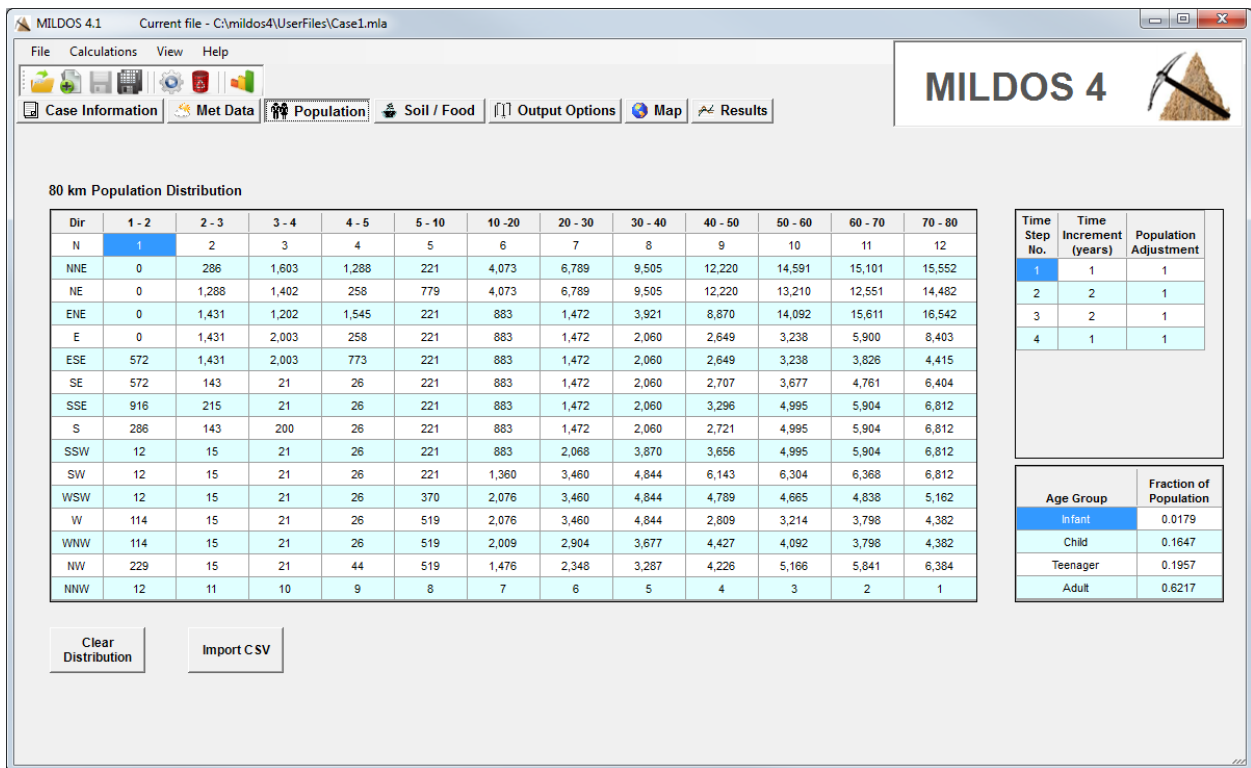 MILDOS 4.1 Current file - C:\mildos4\UserFiles\Case1.mla
File Calculations View Help
MILDOS 4
Case Information Met Data Population Soil / Food Output Options Map Results
80 km Population Distribution
Dir 1 - 2 2 - 3 3 - 4 4 - 5 5 - 10 10 -20 20 - 30 30 - 40 40 - 50 50 - 60 60 - 70 70 - 80
N 1 2 3 4 5 6 7 8 9 10 11 12
NNE 0 286 1,603 1,288 221 4,073 6,789 9,505 12,220 14,591 15,101 15,552
NE 0 1,288 1,402 258 779 4,073 6,789 9,505 12,220 13,210 12,551 14,482
ENE 0 1,431 1,202 1,545 221 883 1,472 3,921 8,870 14,092 15,611 16,542
E 0 1,431 2,003 258 221 883 1,472 2,060 2,649 3,238 5,900 8,403
ESE 572 1,431 2,003 773 221 883 1,472 2,060 2,649 3,238 3,826 4,415
SE 572 143 21 26 221 883 1,472 2,060 2,707 3,677 4,761 6,404
SSE 916 215 21 26 221 883 1,472 2,060 3,296 4,995 5,904 6,812
S 286 143 200 26 221 883 1,472 2,060 2,721 4,995 5,904 6,812
SSW 12 15 21 26 221 883 2,068 3,870 3,656 4,995 5,904 6,812
SW 12 15 21 26 221 1,360 3,460 4,844 6,143 6,304 6,368 6,812
WSW 12 15 21 26 370 2,076 3,460 4,844 4,789 4,665 4,838 5,162
W 114 15 21 26 519 2,076 3,460 4,844 2,809 3,214 3,798 4,382
WNW 114 15 21 26 519 2,009 2,904 3,677 4,427 4,092 3,798 4,382
NW 229 15 21 44 519 1,476 2,348 3,287 4,226 5,166 5,841 6,384
NNW 12 11 10 9 8 7 6 5 4 3 2 1
Time Time
Step Increment Population
No. (years) Adjustment
1 1 1
2 2 1
3 2 1
4 1 1
Fraction of
Age Group Population
Infant 0.0179
Child 0.1647
Teenager 0.1957
Adult 0.6217
Clear
Distribution
Import CSV